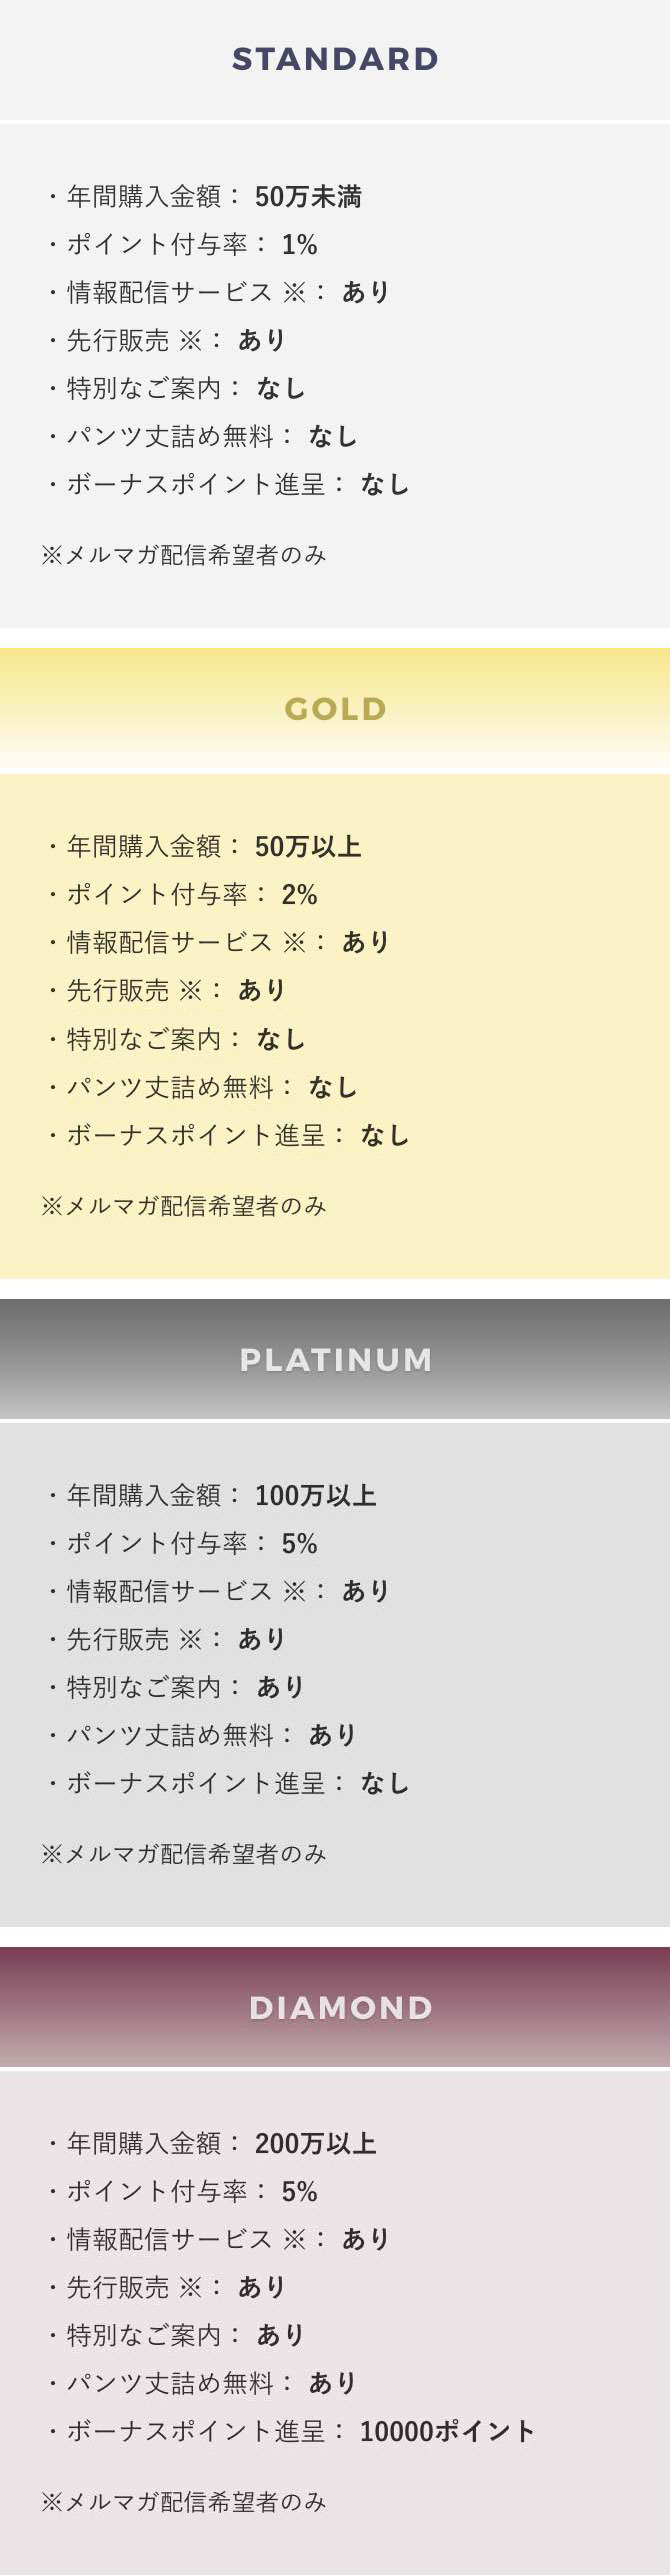 STANDARD
・年間購入金額： 50万未満
・ポイント付与率： 1%
・情報配信サービス ※： あり
・先行販売 ※： あり
・特別なご案内： なし
・パンツ丈詰め無料： なし
・ボーナスポイント進呈： なし
※メルマガ配信希望者のみ
GOLD
・年間購入金額： 50万以上
・ポイント付与率： 2%
・情報配信サービス ※： あり
・先行販売 ※： あり
・特別なご案内： なし
・パンツ丈詰め無料： なし
・ボーナスポイント進呈： なし
※メルマガ配信希望者のみ
PLATINUM
・年間購入金額： 100万以上
・ポイント付与率： 5%
・情報配信サービス ※： あり
・先行販売 ※： あり
・特別なご案内： あり
・パンツ丈詰め無料： あり
・ボーナスポイント進呈： なし
※メルマガ配信希望者のみ
DIAMOND
・年間購入金額： 200万以上
・ポイント付与率： 5%
・情報配信サービス ※： あり
・先行販売 ※： あり
・特別なご案内： あり
・パンツ丈詰め無料： あり
・ボーナスポイント進呈： 10000ポイント
※メルマガ配信希望者のみ